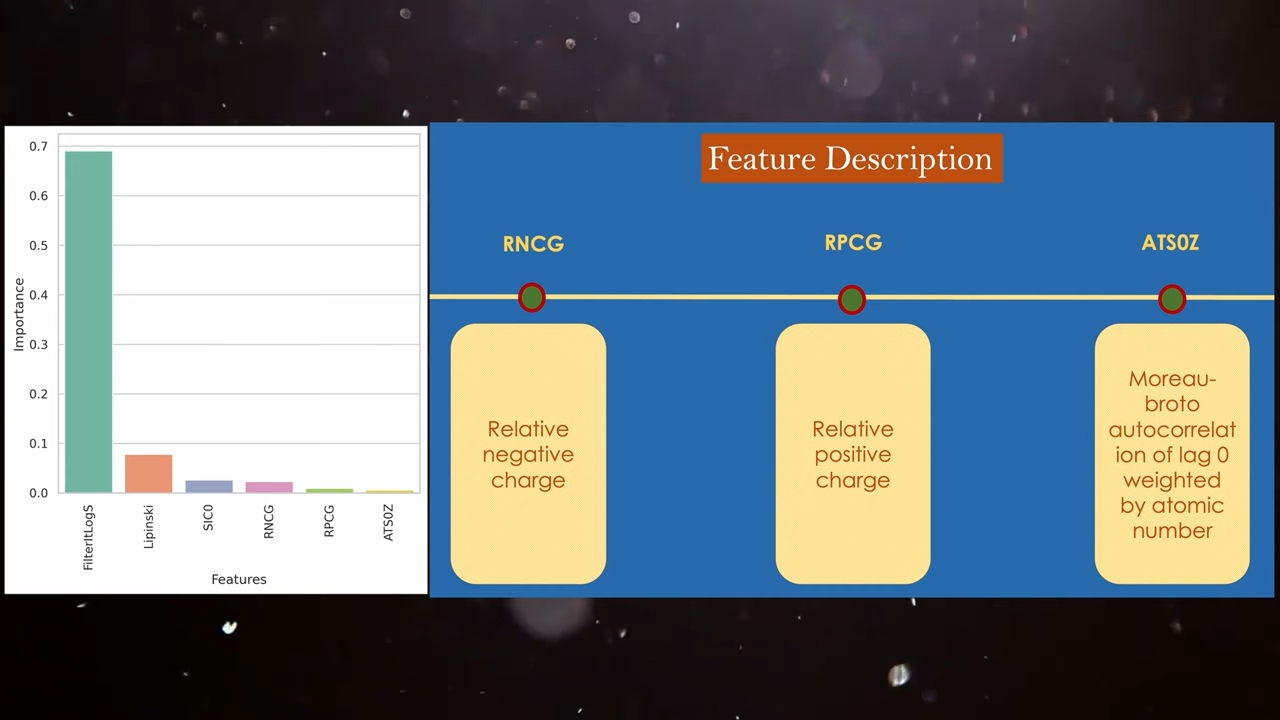 0.7
0.6
0.5
0.4
0.3
0.2
0.1
0.0
Importance
FilterItLogS
Lipinski
SIC0
RNCG
RPCG
ATS0Z
Features
Feature Description
RNCG
RPCG
ATS0Z
Relative
negative
charge
Relative
positive
charge
Moreau-
broto
autocorrelat
ion of lag 0
weighted
by atomic
number